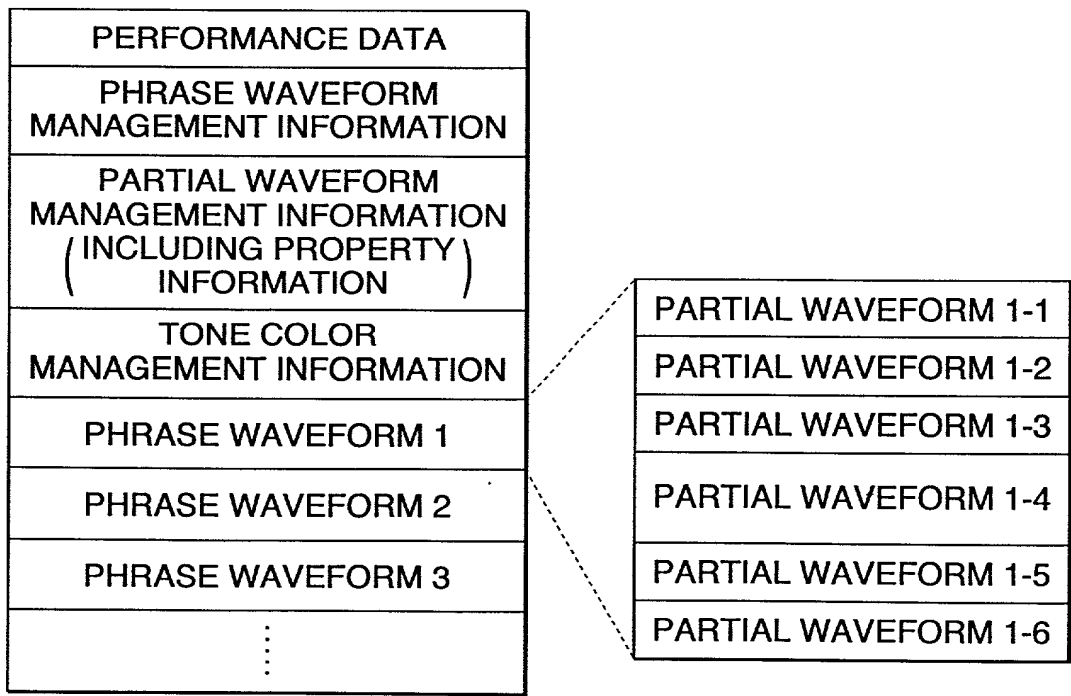 PERFORMANCE DATA
PHRASE WAVEFORM
MANAGEMENT INFORMATION
PARTIAL WAVEFORM
MANAGEMENT INFORMATION
(INCLUDING PROPERTY
INFORMATION)
TONE COLOR
MANAGEMENT INFORMATION
PHRASE WAVEFORM 1
PHRASE WAVEFORM 2
PHRASE WAVEFORM 3
PARTIAL WAVEFORM 1-1
PARTIAL WAVEFORM 1-2
PARTIAL WAVEFORM 1-3
PARTIAL WAVEFORM 1-4
PARTIAL WAVEFORM 1-5
PARTIAL WAVEFORM 1-6